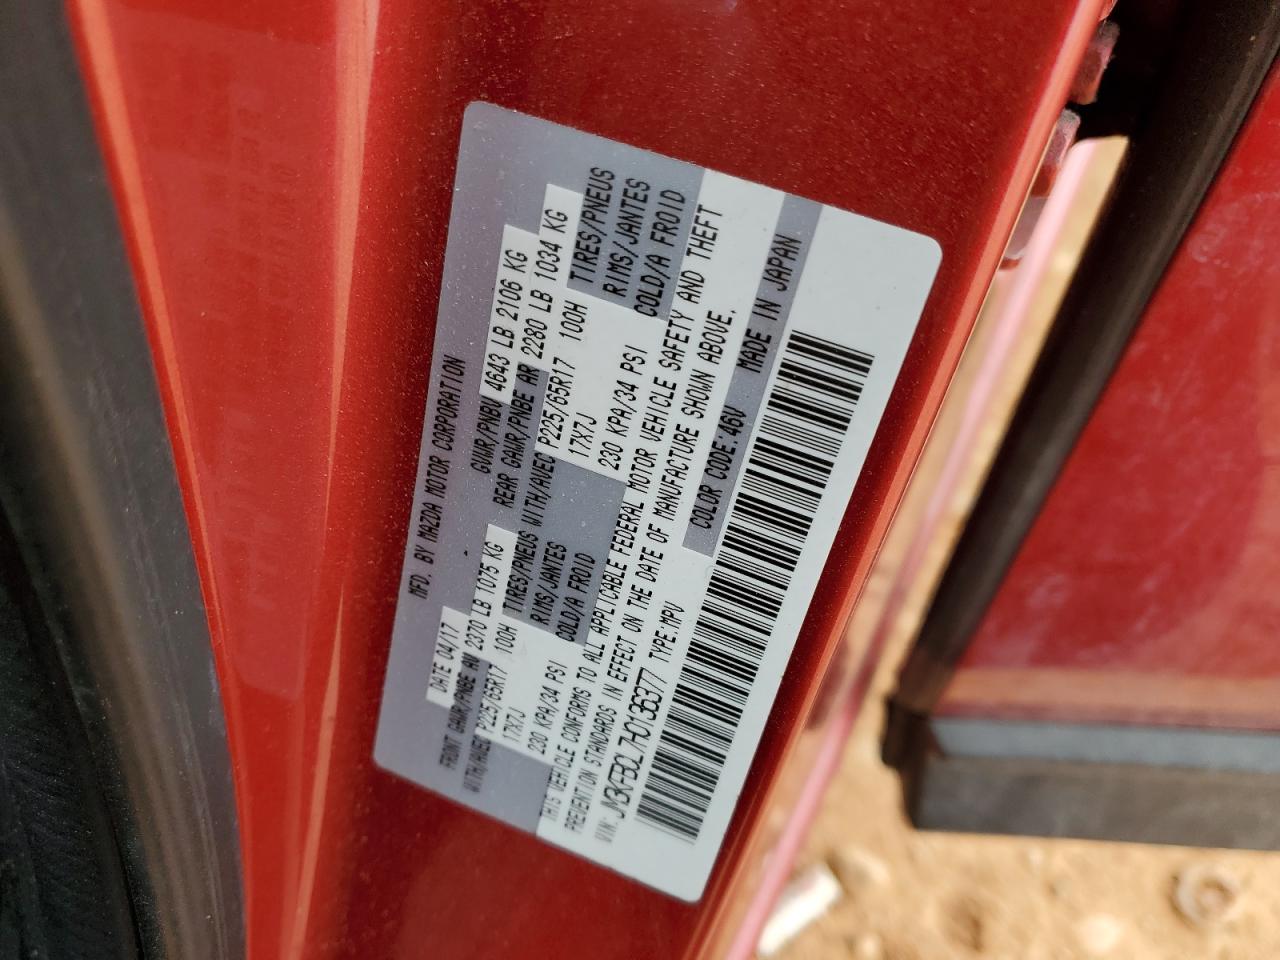 MFD. BY MAZDA MOTOR CORPORATION
DATE 04/17 GVWR/PNBV 4643 LB 2106 KG
FRONT GAWR/PNBE AV 2370 LB 1075 KG REAR GAWR/PNBE AR 2280 LB 1034 KG
WITH/AVEC P225/65R17 100H TIRES/PNEUS WITH/AVEC P225/65R17 100H TIRES/PNEUS
17X7J RIMS/JANTES 17X7J RIMS/JANTES
230 KPA/34 PSI COLD/A FROID 230 KPA/34 PSI COLD/A FROID
THIS VEHICLE CONFORMS TO ALL APPLICABLE FEDERAL MOTOR VEHICLE SAFETY AND THEFT
PREVENTION STANDARDS IN EFFECT ON THE DATE OF MANUFACTURE SHOWN ABOVE.
VIN: JM3KFBCL7H0136377 TYPE:MPV COLOR CODE:46V MADE IN JAPAN